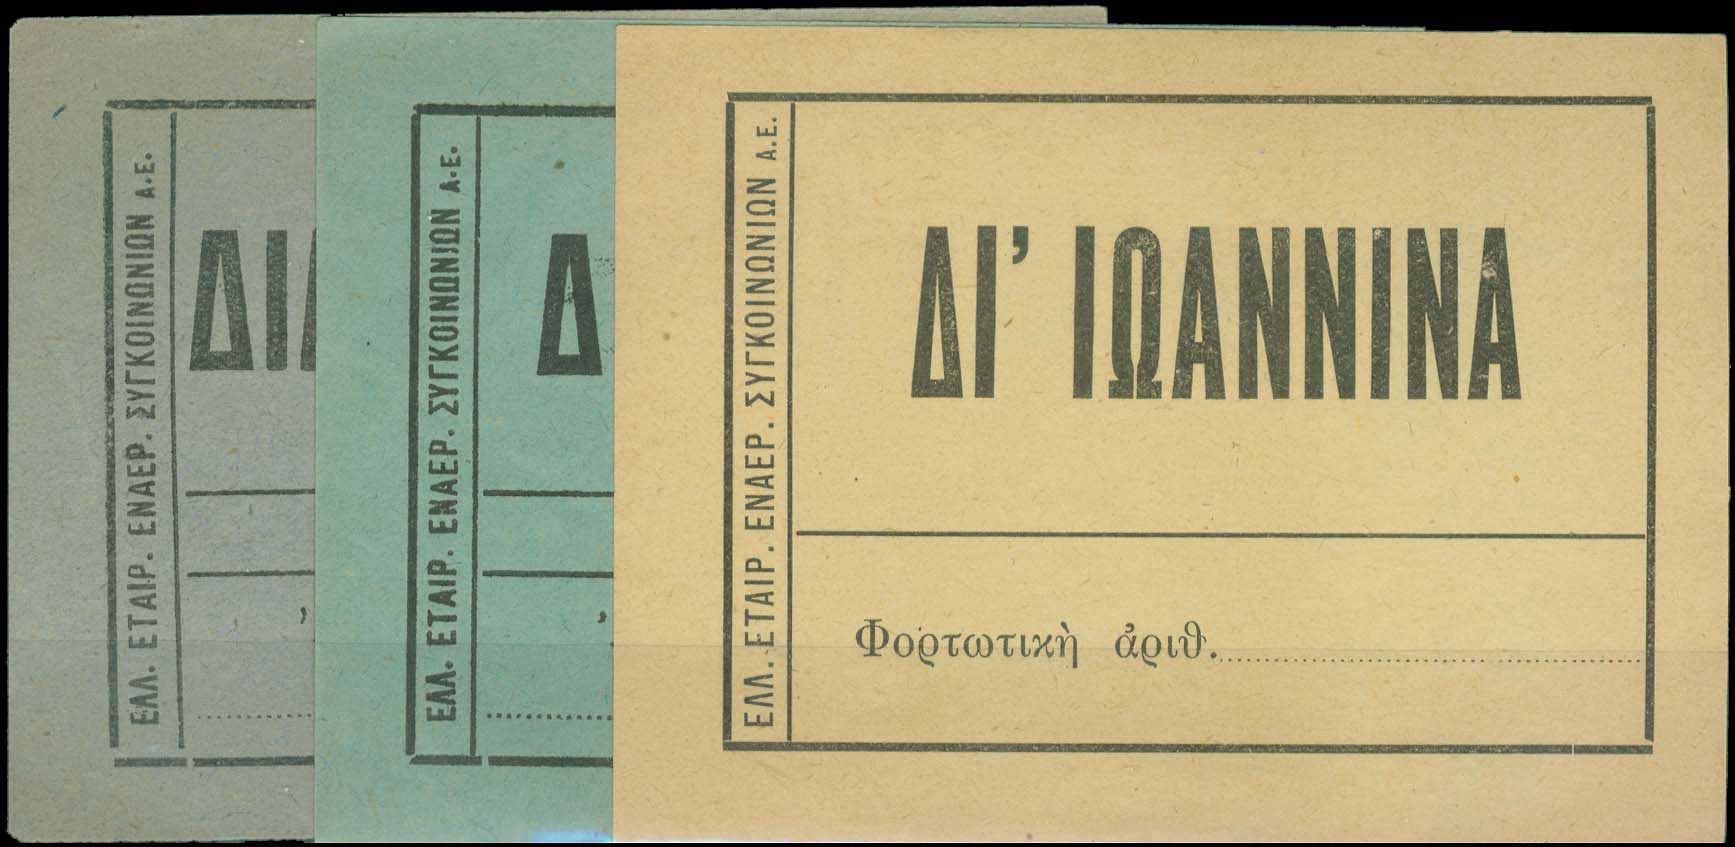 ΕΛΛ. ΕΤΑΙΡ. ΕΝΑΕΡ. ΣΥΓΚΟΙΝΩΝΙΩΝ Α.Ε.
ΕΛΛ. ΕΤΑΙΡ. ΕΝΑΕΡ. ΣΥΓΚΟΙΝΩΝΙΩΝ Α.Ε.
ΕΛΛ. ΕΤΑΙΡ. ΕΝΑΕΡ. ΣΥΓΚΟΙΝΩΝΙΩΝ Α.Ε.
ΔΙ’ ΙΩΑΝΝΙΝΑ
Φορτωτικὴ ἀριθ.